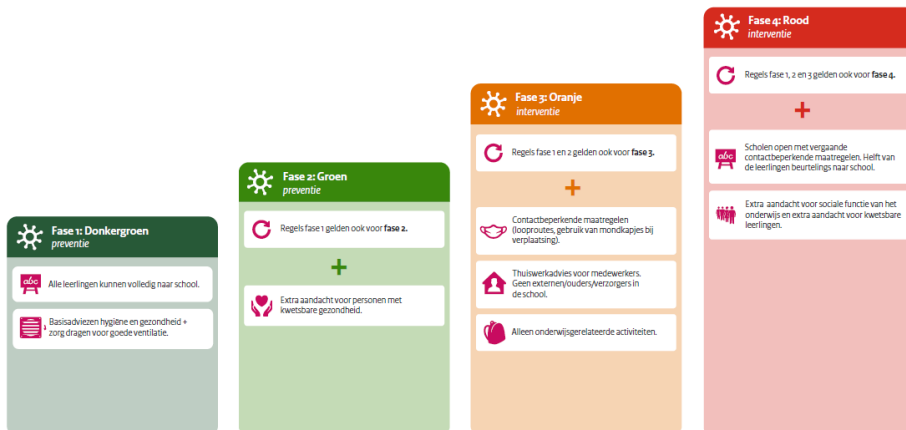 Fase 1: Donkergroen
preventie
abc
Alle leerlingen kunnen volledig naar school.
Basisadviezen hygiëne en gezondheid +
zorg dragen voor goede ventilatie.
Fase 2: Groen
preventie
Regels fase 1 gelden ook voor fase 2.
+
Extra aandacht voor personen met
kwetsbare gezondheid.
Fase 3: Oranje
interventie
Regels fase 1 en 2 gelden ook voor fase 3.
+
Contactbeperkende maatregelen
(looproutes, gebruik van mondkapjes bij
verplaatsing).
Thuiswerkadvies voor medewerkers.
Geen externen/ouders/verzorgers in
de school.
Alleen onderwijsgerelateerde activiteiten.
Fase 4: Rood
interventie
Regels fase 1, 2 en 3 gelden ook voor fase 4.
+
abc
Scholen open met vergaande
contactbeperkende maatregelen. Helft van
de leerlingen beurtelings naar school.
Extra aandacht voor sociale functie van het
onderwijs en extra aandacht voor kwetsbare
leerlingen.